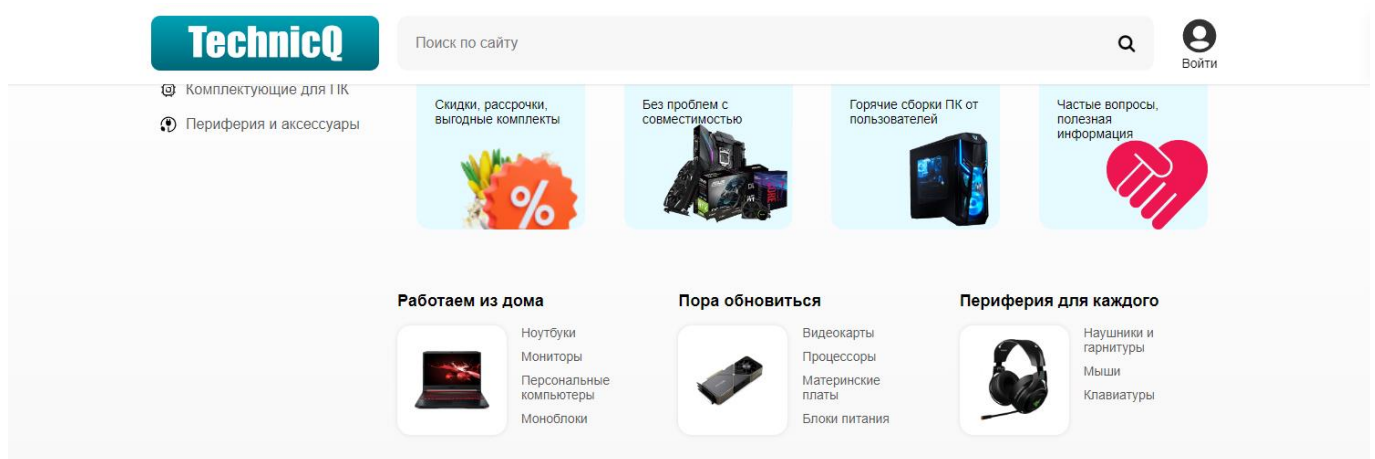 TechnicQ
Поиск по сайту
Войти
Комплектующие для ПК
Периферия и аксессуары
Скидки, рассрочки,
выгодные комплекты
Без проблем с
совместимостью
Горячие сборки ПК от
пользователей
Частые вопросы,
полезная
информация
%
Работаем из дома
Ноутбуки
Мониторы
Персональные
компьютеры
Моноблоки
Пора обновиться
Видеокарты
Процессоры
Материнские
платы
Блоки питания
Периферия для каждого
Наушники и
гарнитуры
Мыши
Клавиатуры